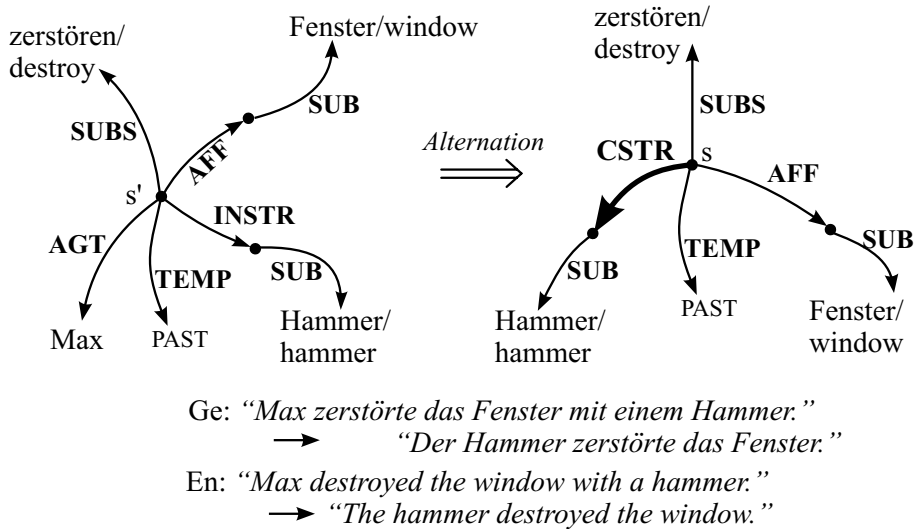 zerstören/
destroy
Fenster/window
SUBS
AFF
SUB
s'
INSTR
AGT
TEMP
SUB
Max
PAST
Hammer/
hammer
Alternation
zerstören/
destroy
SUBS
CSTR
s
AFF
SUB
TEMP
SUB
Hammer/
hammer
PAST
Fenster/
window
Ge: “Max zerstörte das Fenster mit einem Hammer.”
“Der Hammer zerstörte das Fenster.”
En: “Max destroyed the window with a hammer.”
“The hammer destroyed the window.”